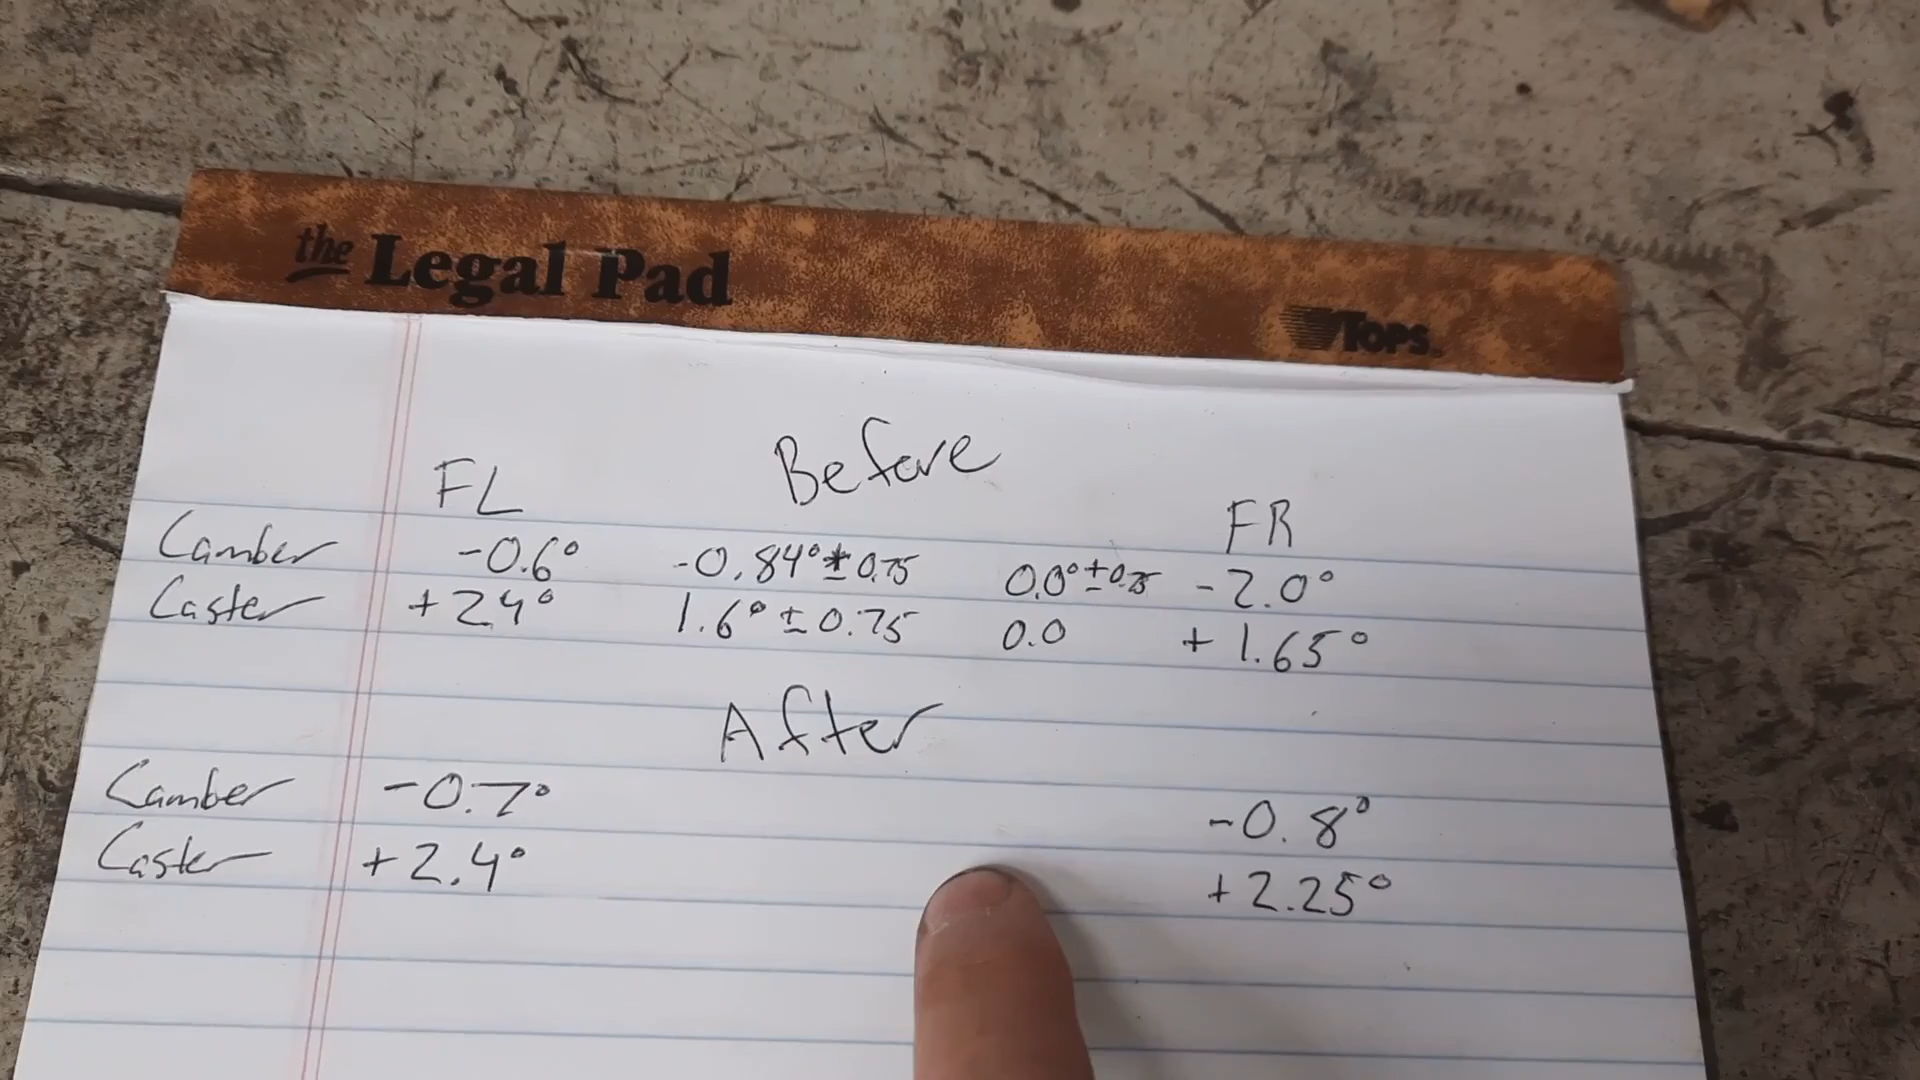 the Legal Pad
TOPS
Before
FL FR
Camber -0.6° -0.84° ± 0.75 0.0° ± 0.75 -2.0°
Caster +2.4° 1.6° ± 0.75 0.0 +1.65°
After
Camber -0.7° -0.8°
Caster +2.4° +2.25°